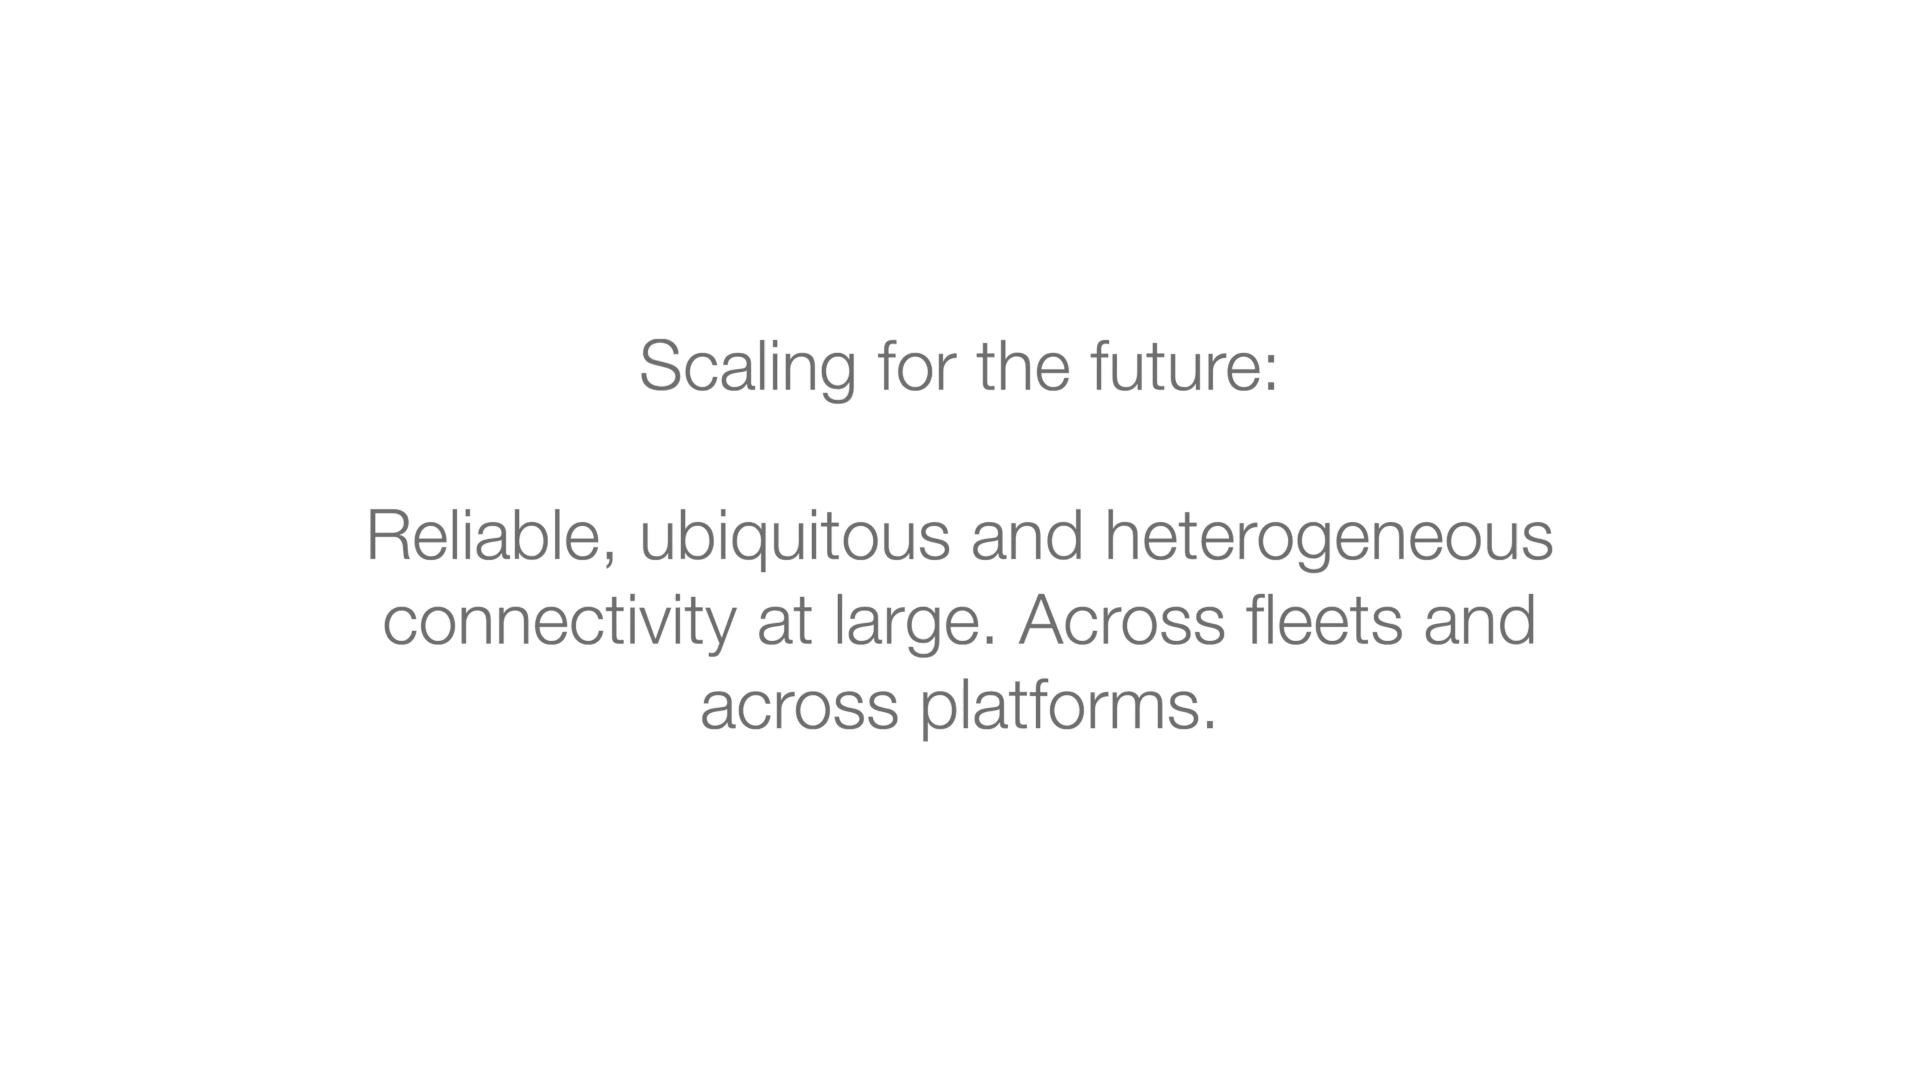 Scaling for the future:
Reliable, ubiquitous and heterogeneous
connectivity at large. Across fleets and
across platforms.